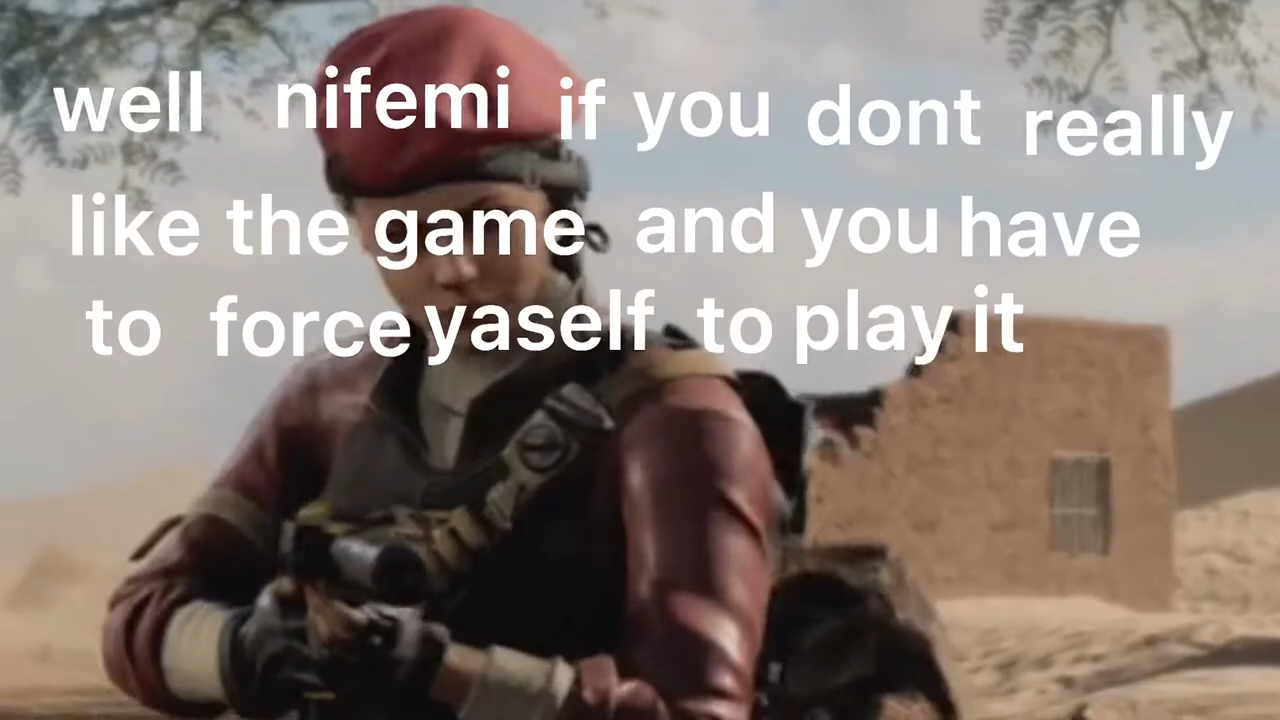 well nifemi if you dont really
like the game and you have
to force yaself to play it